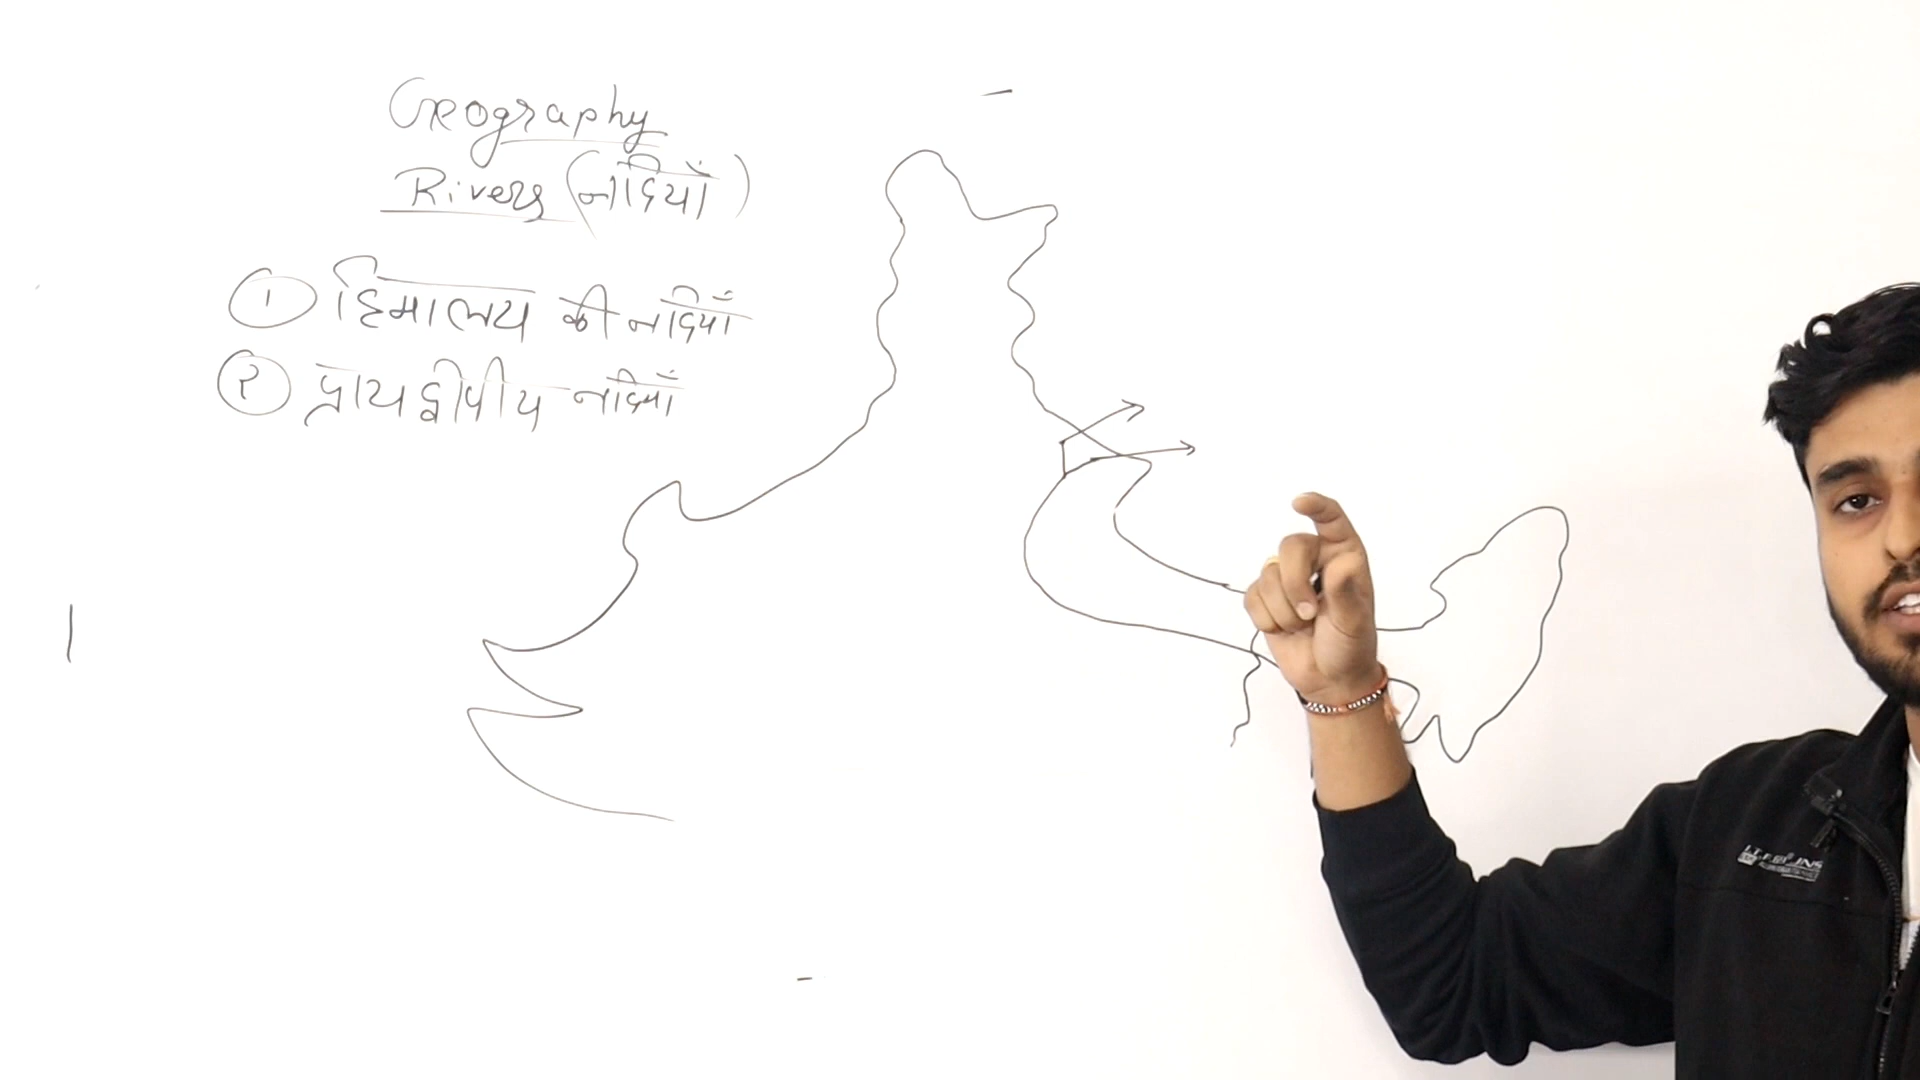 Geography
Rivers (नदियाँ)
① हिमालय की नदियाँ
② प्रायद्वीपीय नदियाँ